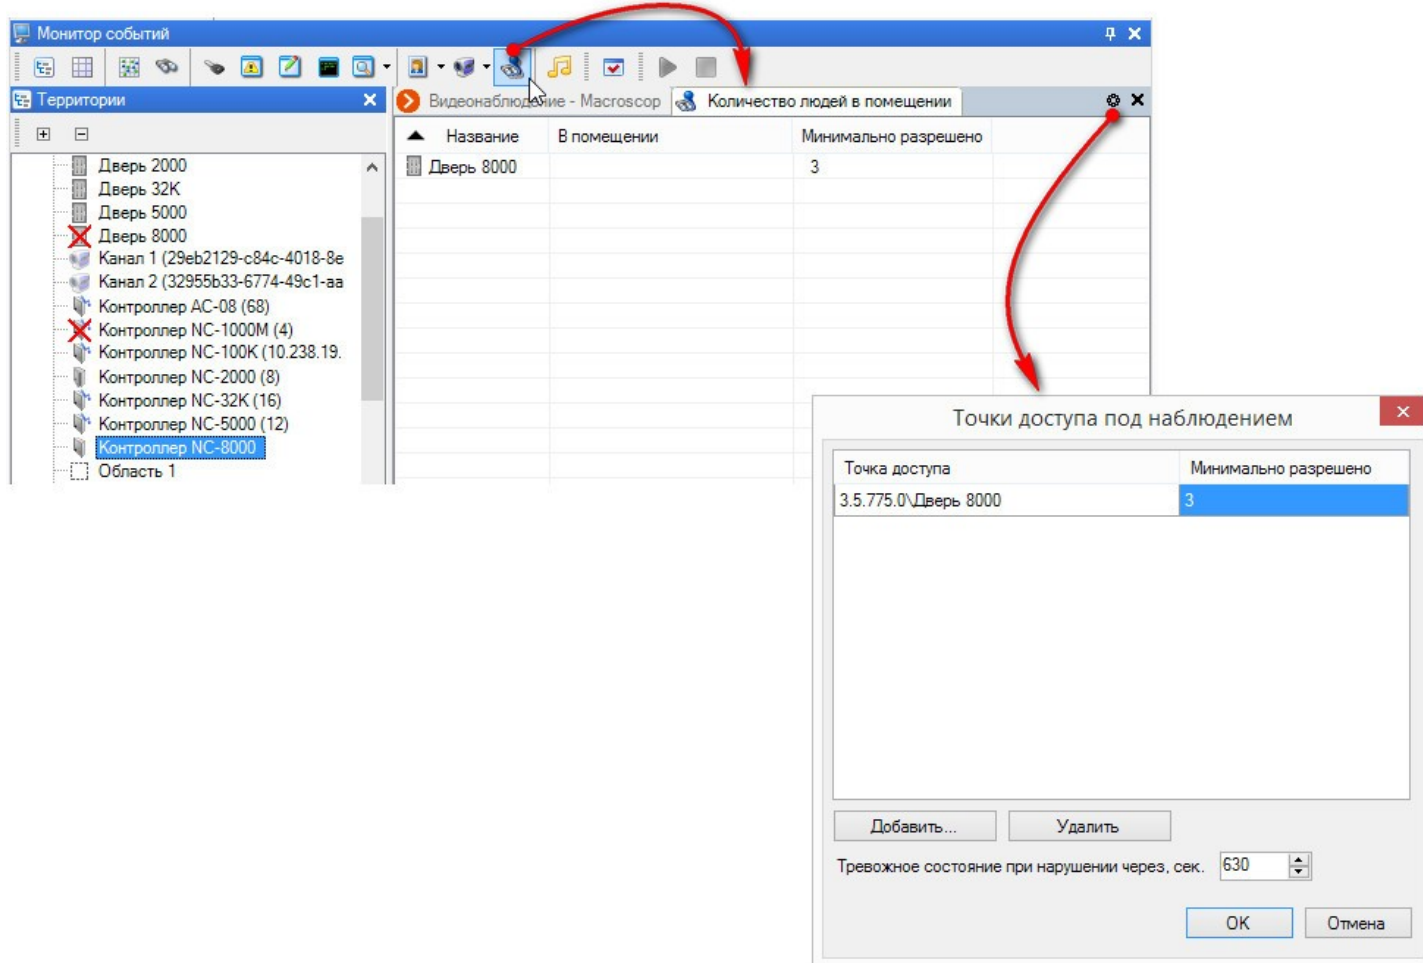 Монитор событий
Территории
Видеонаблюдение - Macroscop
Количество людей в помещении
Название
В помещении
Минимально разрешено
Дверь 8000
3
Дверь 2000
Дверь 32K
Дверь 5000
Дверь 8000
Канал 1 (29eb2129-c84c-4018-8e
Канал 2 (32955b33-6774-49c1-aa
Контроллер AC-08 (68)
Контроллер NC-1000M (4)
Контроллер NC-100K (10.238.19.
Контроллер NC-2000 (8)
Контроллер NC-32K (16)
Контроллер NC-5000 (12)
Контроллер NC-8000
Область 1
Точки доступа под наблюдением
Точка доступа
Минимально разрешено
3.5.775.0\Дверь 8000
3
Добавить...
Удалить
Тревожное состояние при нарушении через, сек.
630
OK
Отмена